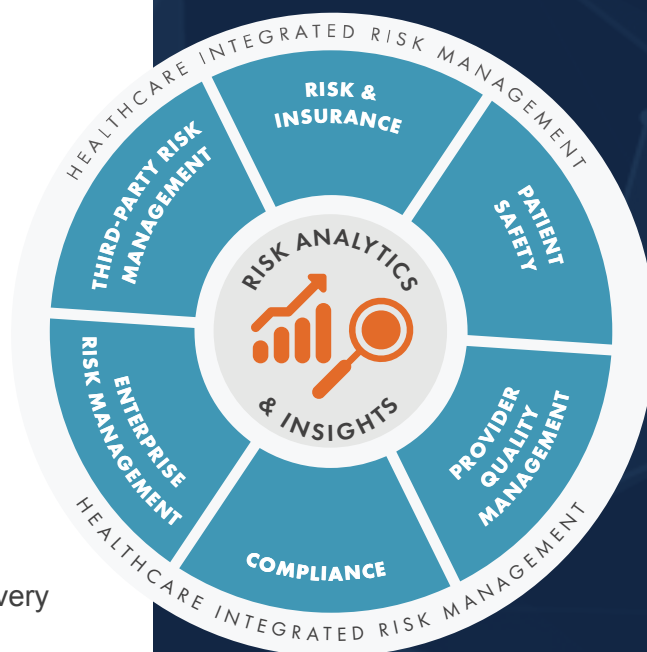 HEALTHCARE INTEGRATED RISK MANAGEMENT
RISK &
INSURANCE
PATIENT
SAFETY
PROVIDER
QUALITY
MANAGEMENT
COMPLIANCE
ENTERPRISE
RISK MANAGEMENT
THIRD-PARTY RISK
MANAGEMENT
RISK ANALYTICS
& INSIGHTS
HEALTHCARE INTEGRATED RISK MANAGEMENT